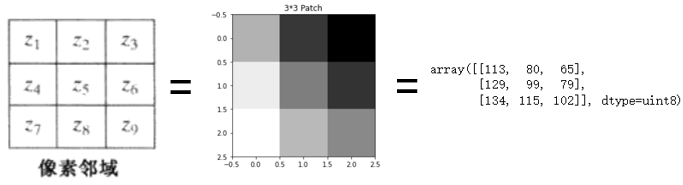 z1 z2 z3
z4 z5 z6
z7 z8 z9
像素邻域
=
3*3 Patch
−0.5
0.0
0.5
1.0
1.5
2.0
2.5
−0.5 0.0 0.5 1.0 1.5 2.0 2.5
=
array([[113, 80, 65],
[129, 99, 79],
[134, 115, 102]], dtype=uint8)